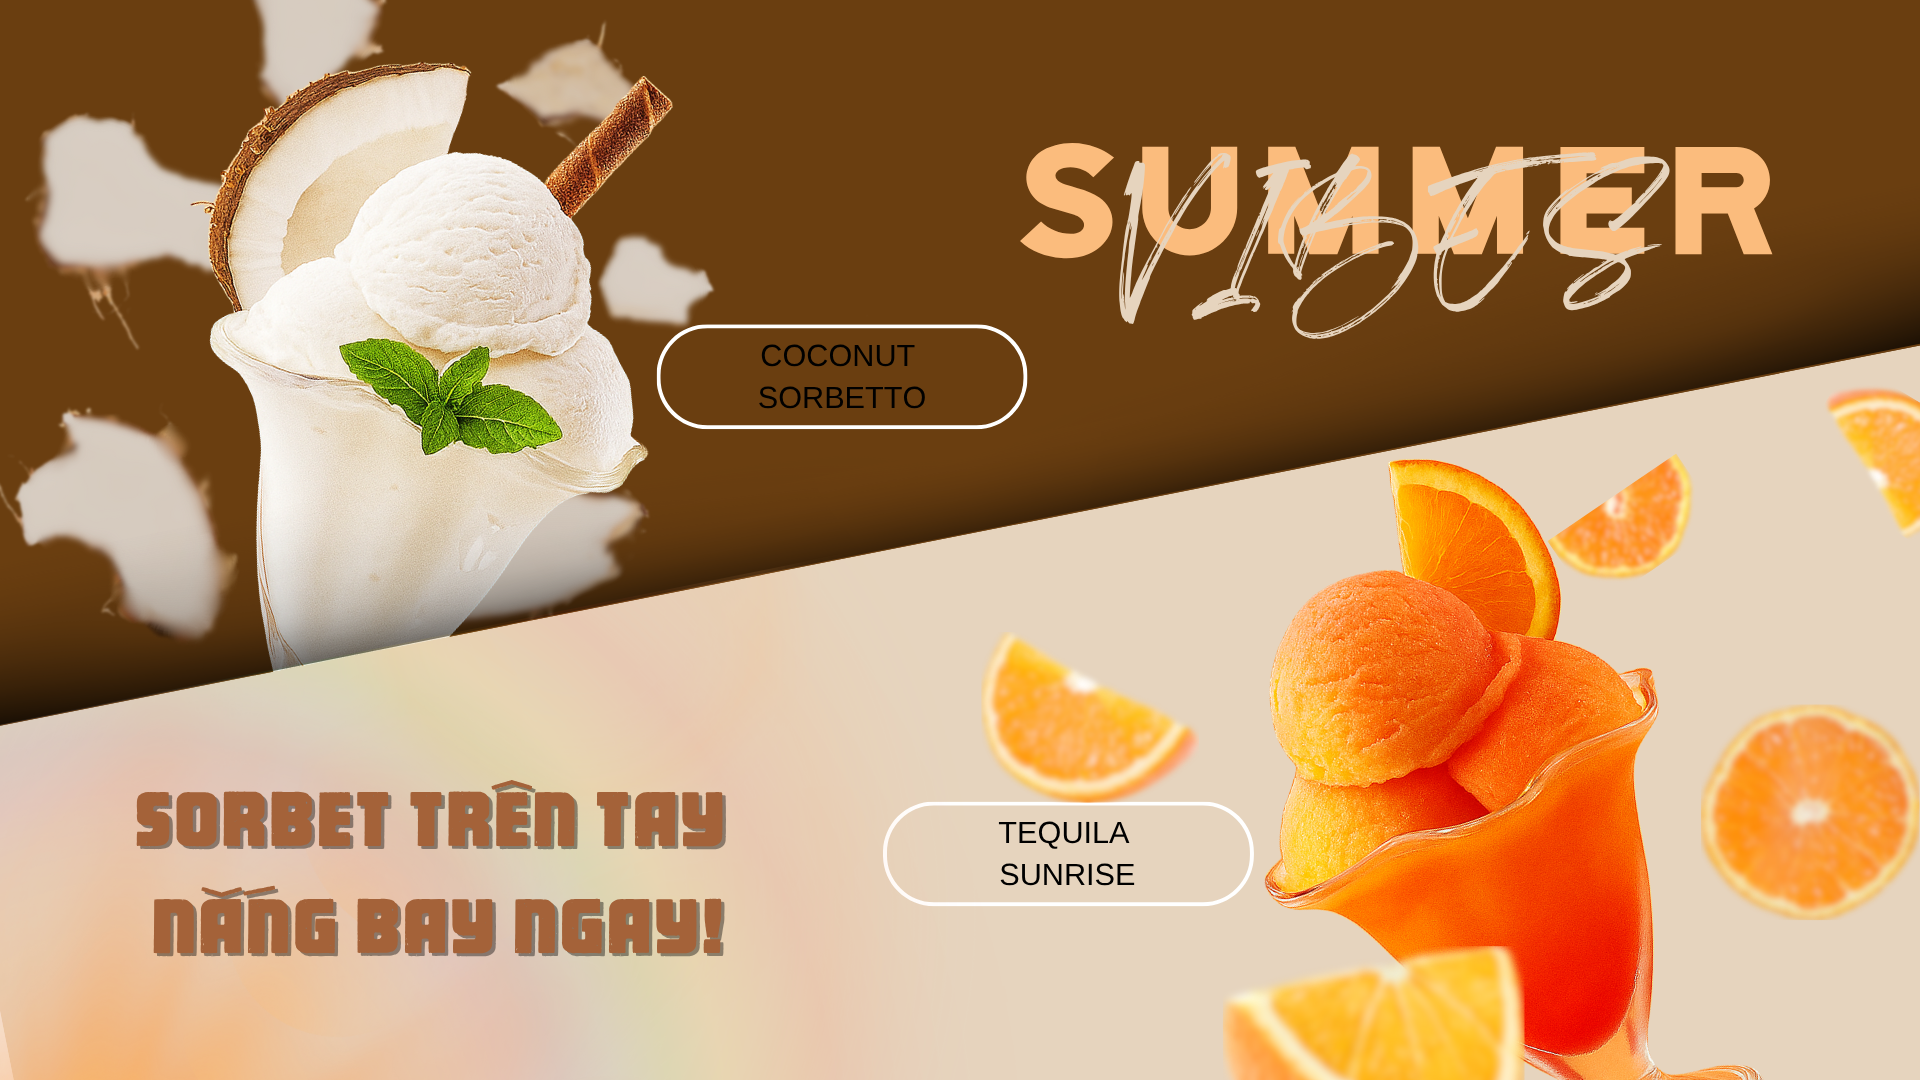 SUMMER
VIBES
COCONUT
SORBETTO
TEQUILA
SUNRISE
SORBET TRÊN TAY
NẮNG BAY NGAY!